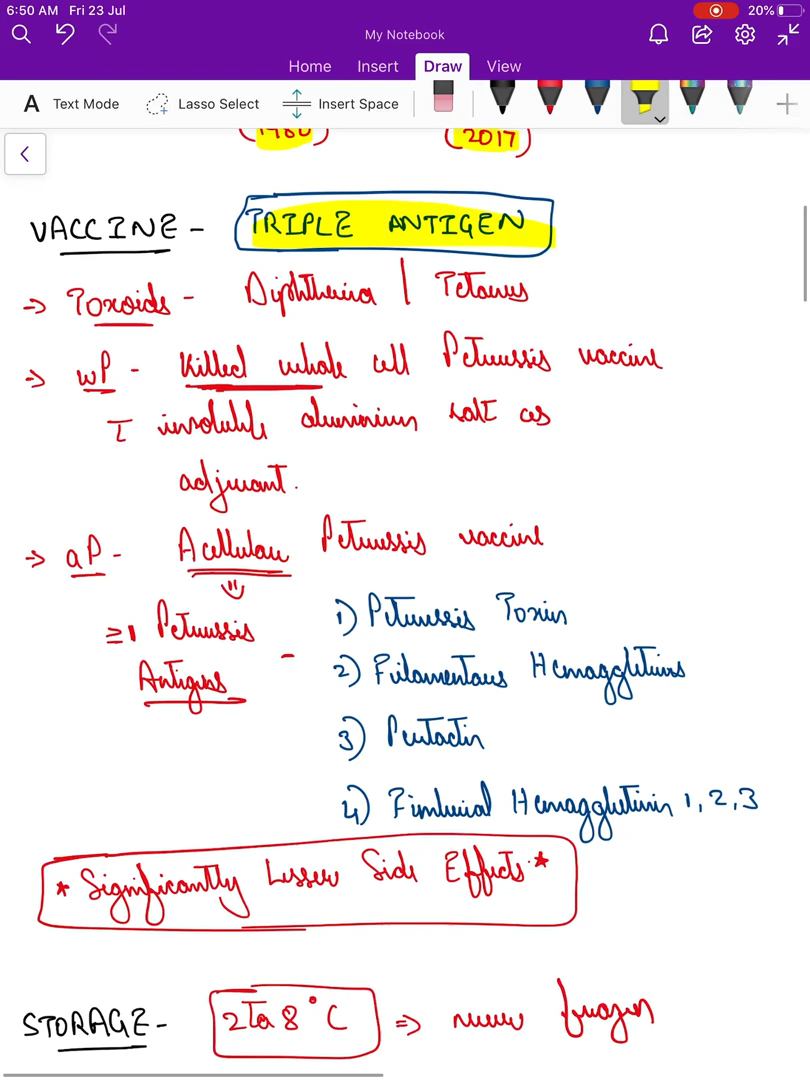 6:50 AM Fri 23 Jul
20%
My Notebook
Home Insert Draw View
A Text Mode Lasso Select Insert Space
(1980) (2017)
VACCINE - TRIPLE ANTIGEN
→ Toxoids - Diphtheria | Tetanus
→ wP - Killed whole cell Pertussis vaccine
insoluble aluminium salt as
adjuvant.
→ aP - Acellular Pertussis vaccine
≥1 Pertussis
Antigens -
1) Pertussis Toxin
2) Filamentous Hemagglutinins
3) Pertactin
4) Fimbrial Hemagglutinin 1, 2, 3
* Significantly Lesser Side Effects. *
STORAGE - 2 To 8°C ⇒ never frozen